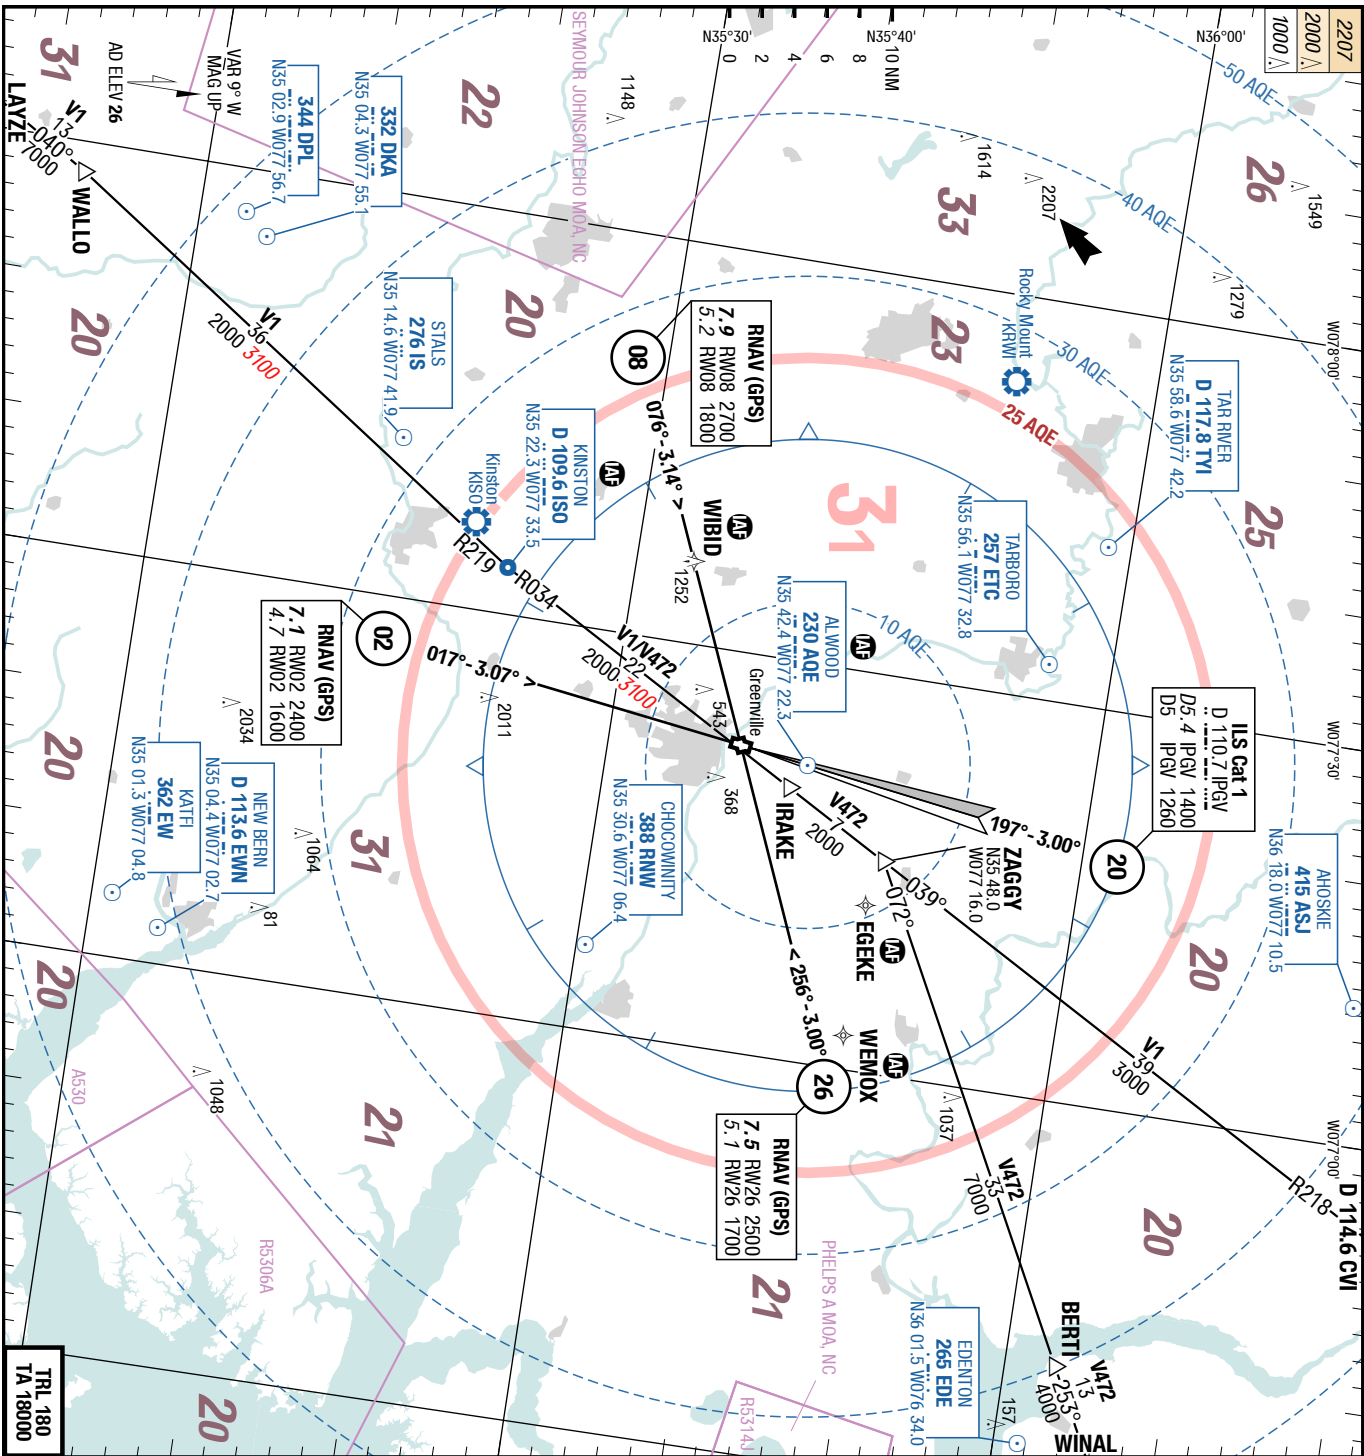 2207
2000
1000
N36°00'
N35°40'
N35°30'
10 NM
6
4
2
0
W078°00'
W077°30'
W077°00'
50 AQE
40 AQE
30 AQE
25 AQE
10 AQE
SEYMOUR JOHNSON ECHO MOA, NC
VAR 9° W
MAG UP
AD ELEV 26
31
22
33
26
20
20
23
25
31
20
20
31
20
21
21
20
20
1148
1614
2207
1549
1279
1252
543
368
2011
2034
1064
81
1048
1037
157
344 DPL
N35 02.9 W077 56.7
332 DKA
N35 04.3 W077 55.1
STALS
276 IS
N35 14.6 W077 41.9
KINSTON
D 109.6 ISO
N35 22.3 W077 33.5
Kinston
KISO
Rocky Mount
KRWI
TAR RIVER
D 117.8 TYI
N35 58.6 W077 42.2
TARBORO
257 ETC
N35 56.1 W077 32.8
ALWOOD
230 AQE
N35 42.4 W077 22.3
Greenville
CHOCOWINITY
388 RNW
N35 30.6 W077 06.4
NEW BERN
D 113.6 EWN
N35 04.4 W077 02.7
KATFI
362 EW
N35 01.3 W077 04.8
AHOSKIE
415 ASJ
N36 18.0 W077 10.5
EDENTON
265 EDE
N36 01.5 W076 34.0
RNAV (GPS)
7.9 RW08 2700
5.2 RW08 1800
08
076°- 3.14° >
RNAV (GPS)
7.1 RW02 2400
4.7 RW02 1600
02
017°- 3.07° >
ILS Cat 1
D 110.7 IPGV
D5.4 IPGV 1400
D5 IPGV 1260
20
197°- 3.00°
RNAV (GPS)
7.5 RW26 2500
5.1 RW26 1700
26
< 256°- 3.00°
IAF
IAF
WIBID
IAF
IAF
EGEKE
IAF
WEMOX
IRAKE
ZAGGY
N35 48.0
W077 16.0
LAYZE
V1
13
040°
7000
WALLO
V1
36
2000 3100
R219
R034
V1/V472
22
2000 3100
V472
7
2000
039°
072°
V1
39
3000
R218
D 114.6 CVI
V472
33
7000
BERTI
V472
13
253°
4000
WINAL
A530
R5306A
PHELPS A MOA, NC
R5314J
TRL 180
TA 18000